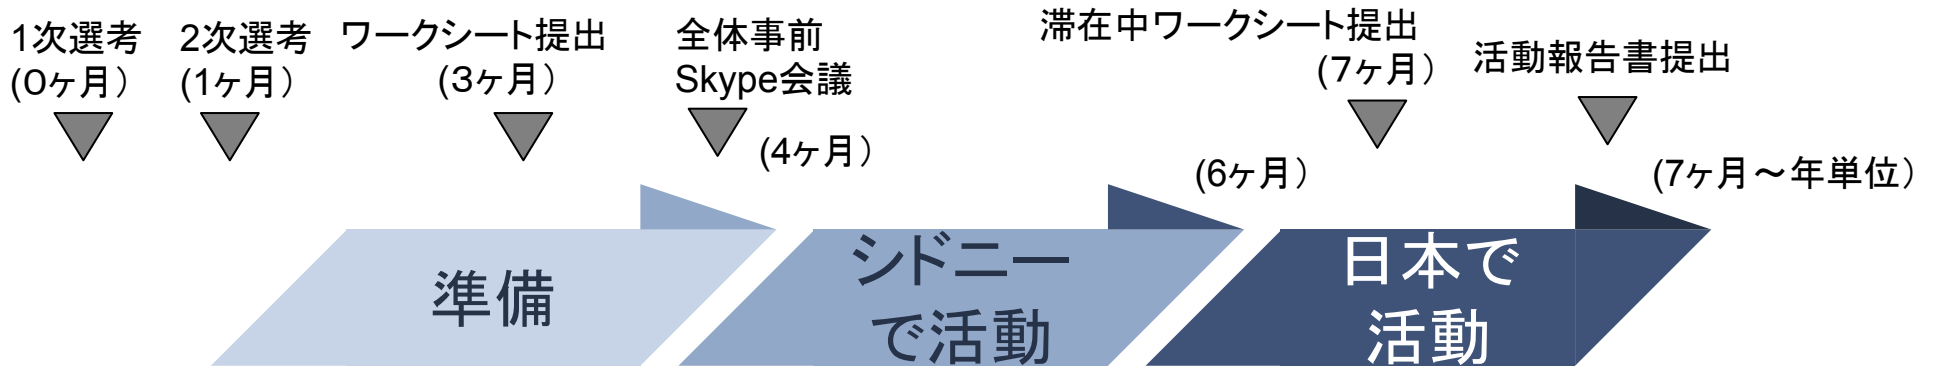 1次選考
(0ヶ月）
2次選考
(1ヶ月）
ワークシート提出
(3ヶ月）
全体事前
Skype会議
(4ヶ月）
滞在中ワークシート提出
(7ヶ月）
活動報告書提出
(6ヶ月）
(7ヶ月～年単位）
準備
シドニー
で活動
日本で
活動